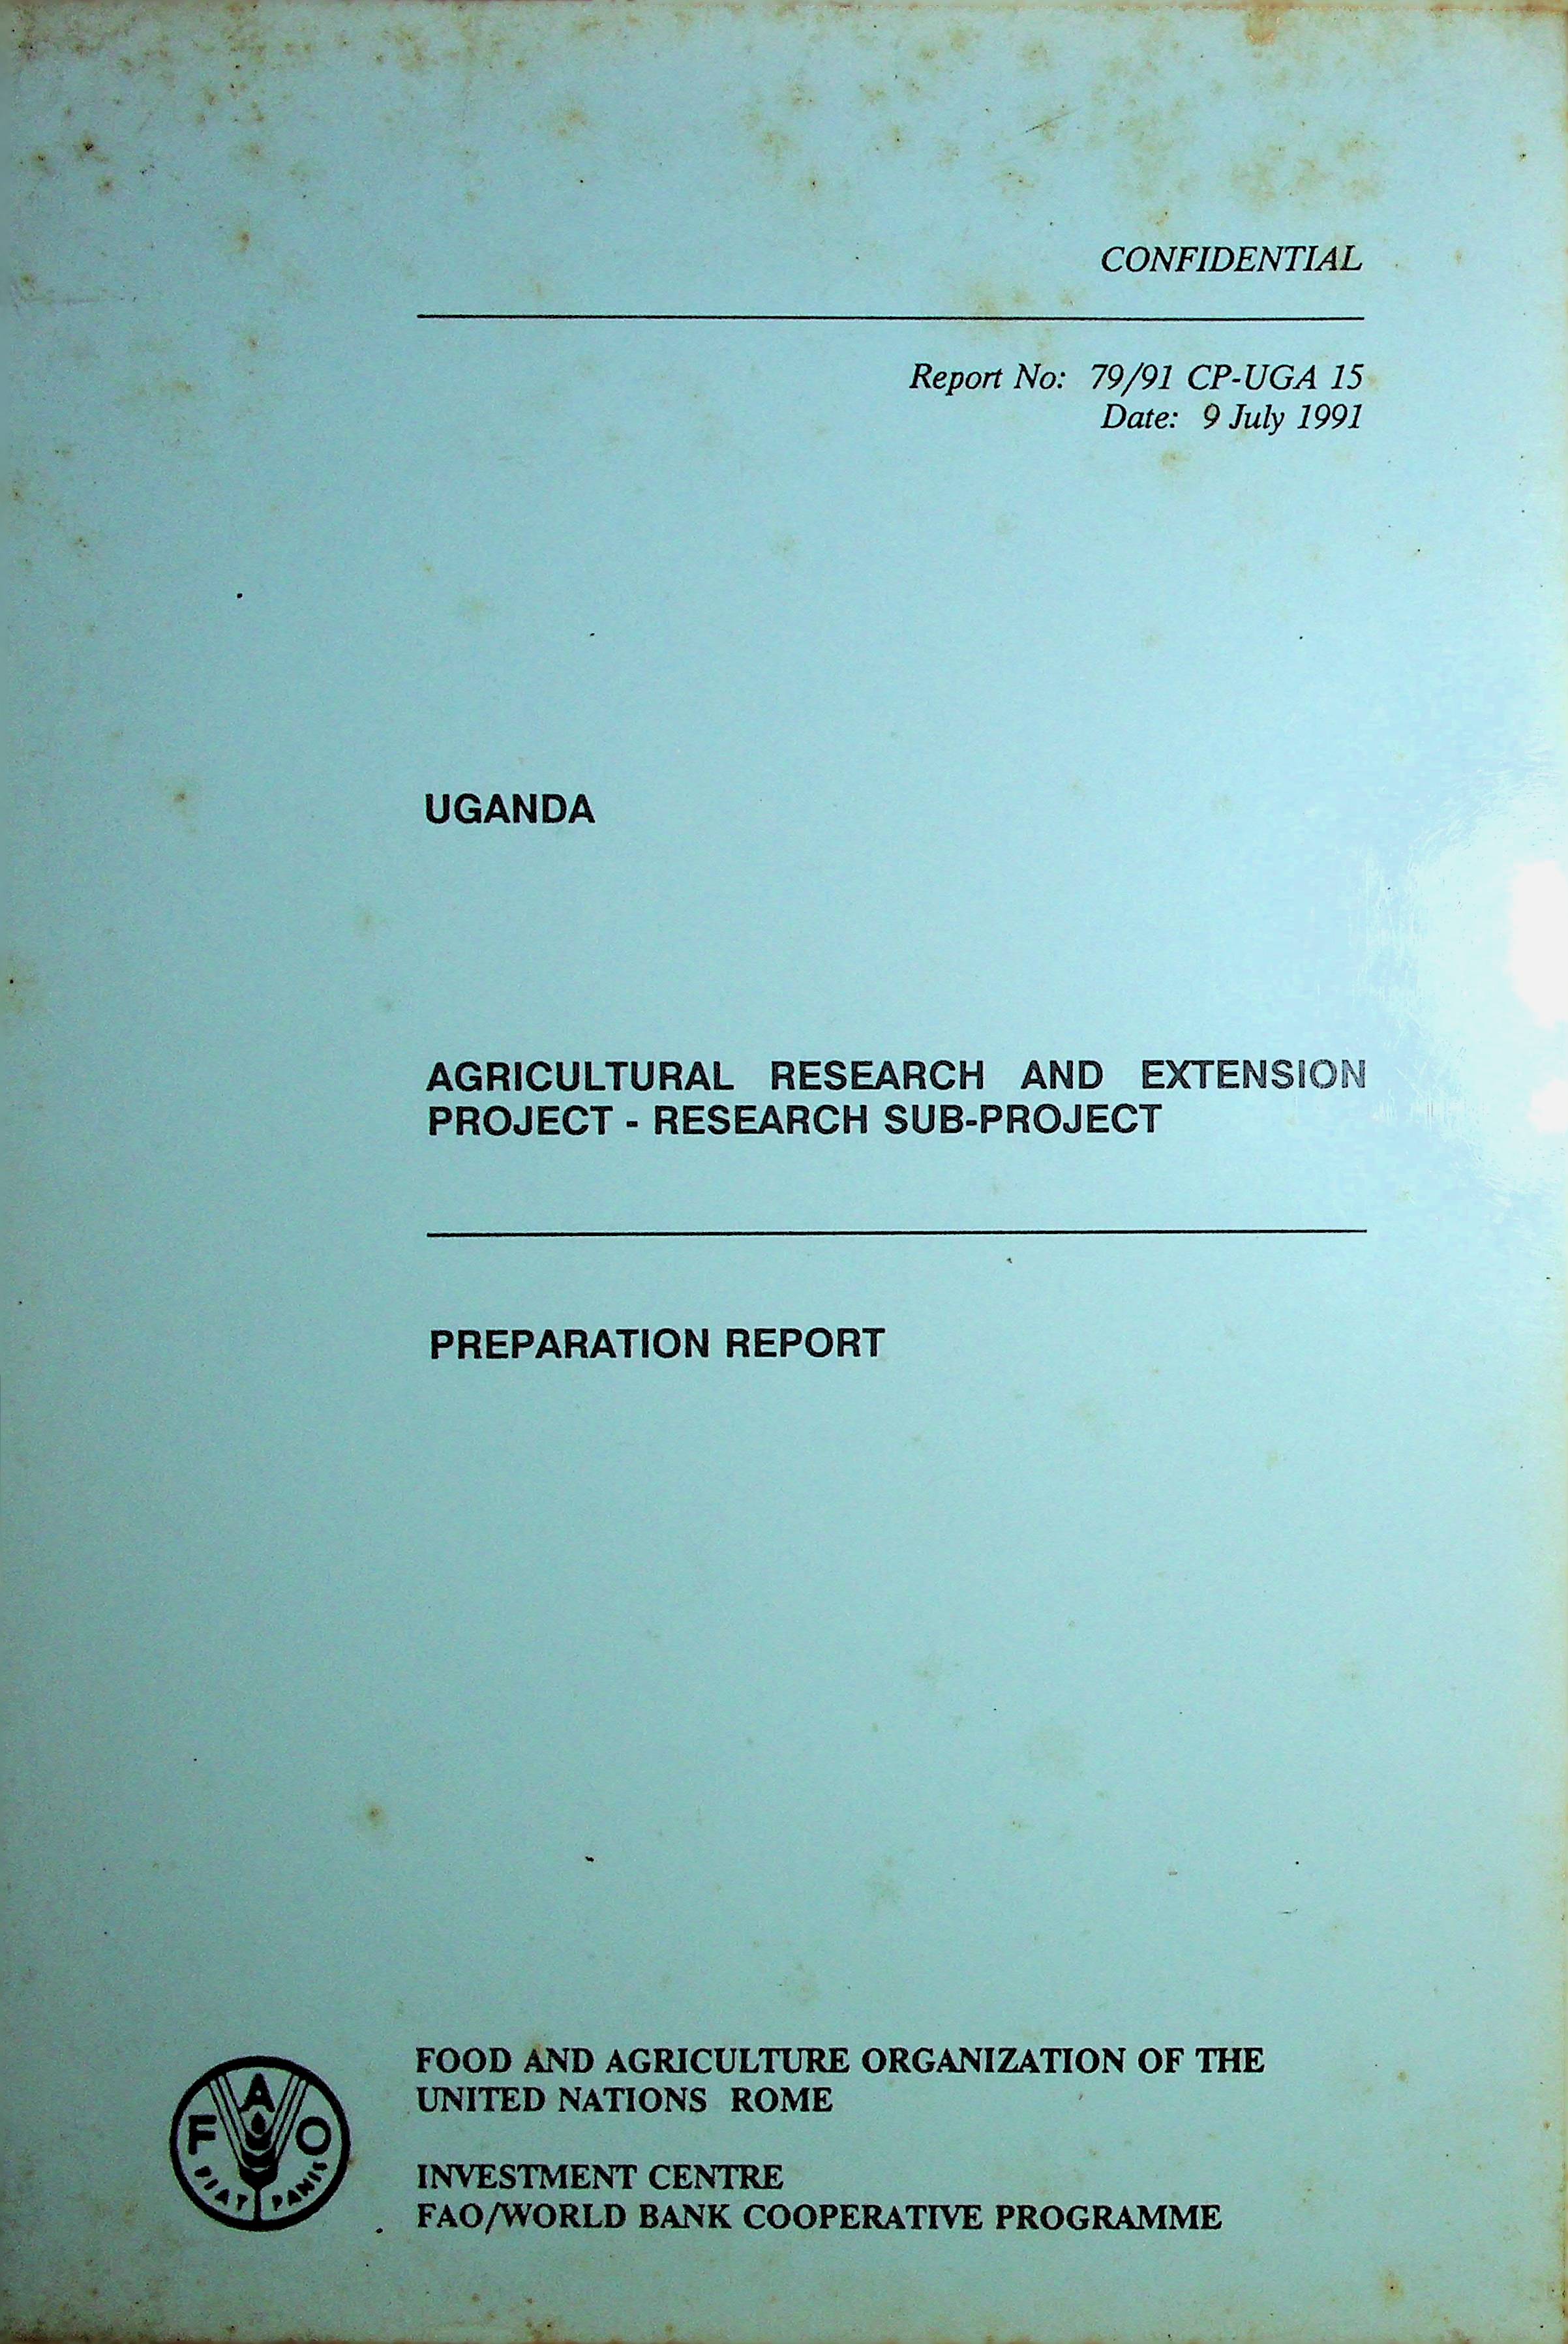 CONFIDENTIAL
Report No: 79/91 CP-UGA 15
Date: 9 July 1991
UGANDA
AGRICULTURAL RESEARCH AND EXTENSION
PROJECT - RESEARCH SUB-PROJECT
PREPARATION REPORT
F A O
FIAT PANIS
FOOD AND AGRICULTURE ORGANIZATION OF THE
UNITED NATIONS ROME
INVESTMENT CENTRE
FAO/WORLD BANK COOPERATIVE PROGRAMME